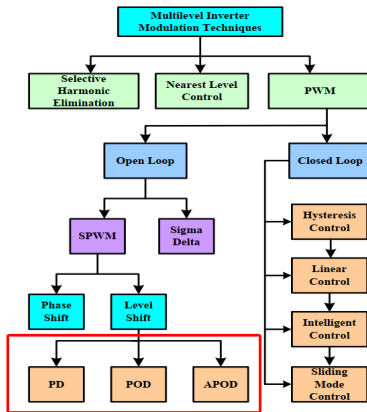 Multilevel Inverter
Modulation Techniques
Selective
Harmonic
Elimination
Nearest Level
Control
PWM
Open Loop
Closed Loop
SPWM
Sigma
Delta
Hysteresis
Control
Linear
Control
Phase
Shift
Level
Shift
Intelligent
Control
PD
POD
APOD
Sliding
Mode
Control